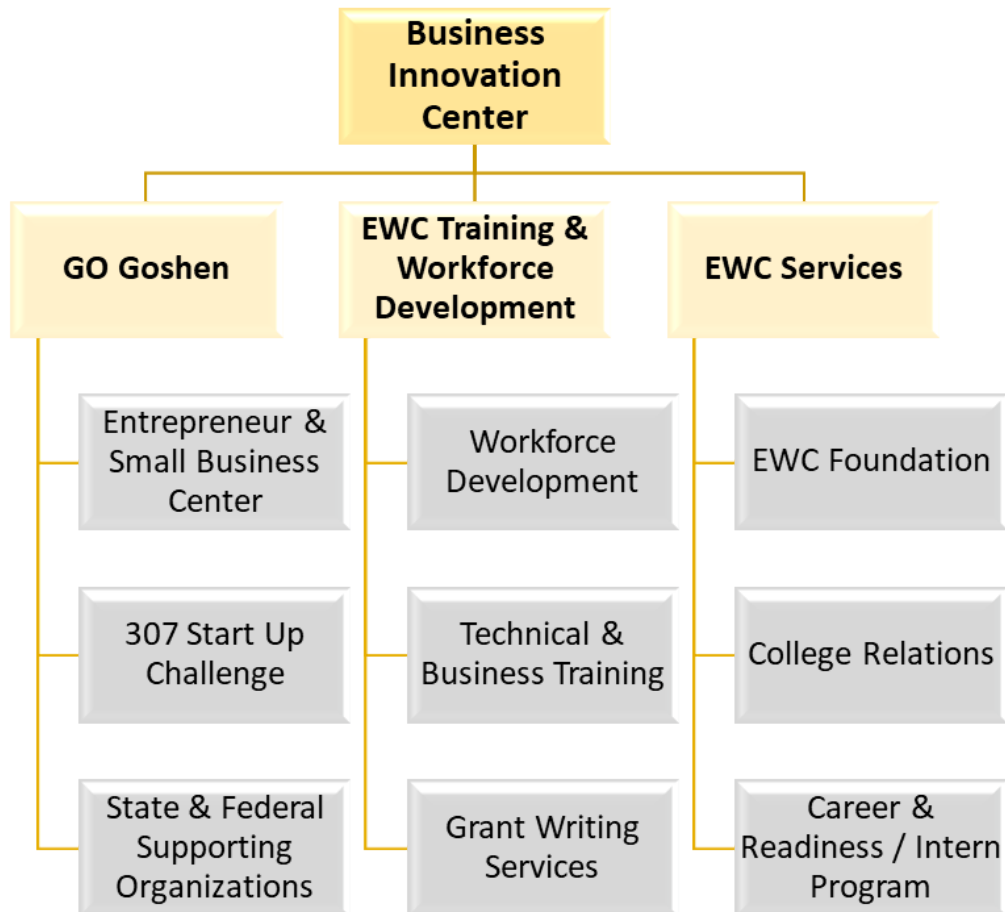 Business
Innovation
Center
GO Goshen
EWC Training &
Workforce
Development
EWC Services
Entrepreneur &
Small Business
Center
Workforce
Development
EWC Foundation
307 Start Up
Challenge
Technical &
Business Training
College Relations
State & Federal
Supporting
Organizations
Grant Writing
Services
Career &
Readiness / Intern
Program